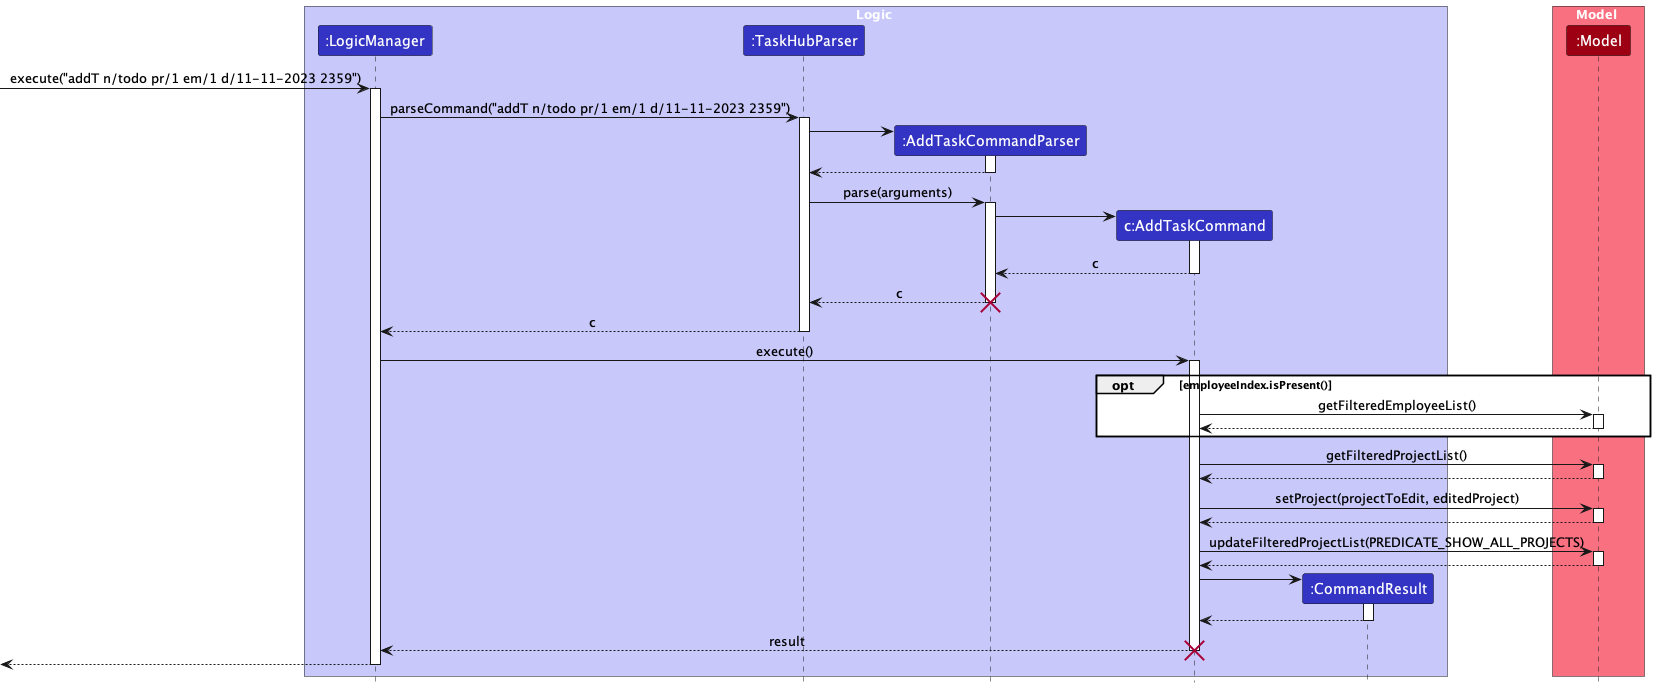 Logic
Model
:LogicManager
:TaskHubParser
:Model
execute("addT n/todo pr/1 em/1 d/11-11-2023 2359")
parseCommand("addT n/todo pr/1 em/1 d/11-11-2023 2359")
:AddTaskCommandParser
parse(arguments)
c:AddTaskCommand
c
c
c
execute()
opt [employeeIndex.isPresent()]
getFilteredEmployeeList()
getFilteredProjectList()
setProject(projectToEdit, editedProject)
updateFilteredProjectList(PREDICATE_SHOW_ALL_PROJECTS)
:CommandResult
result